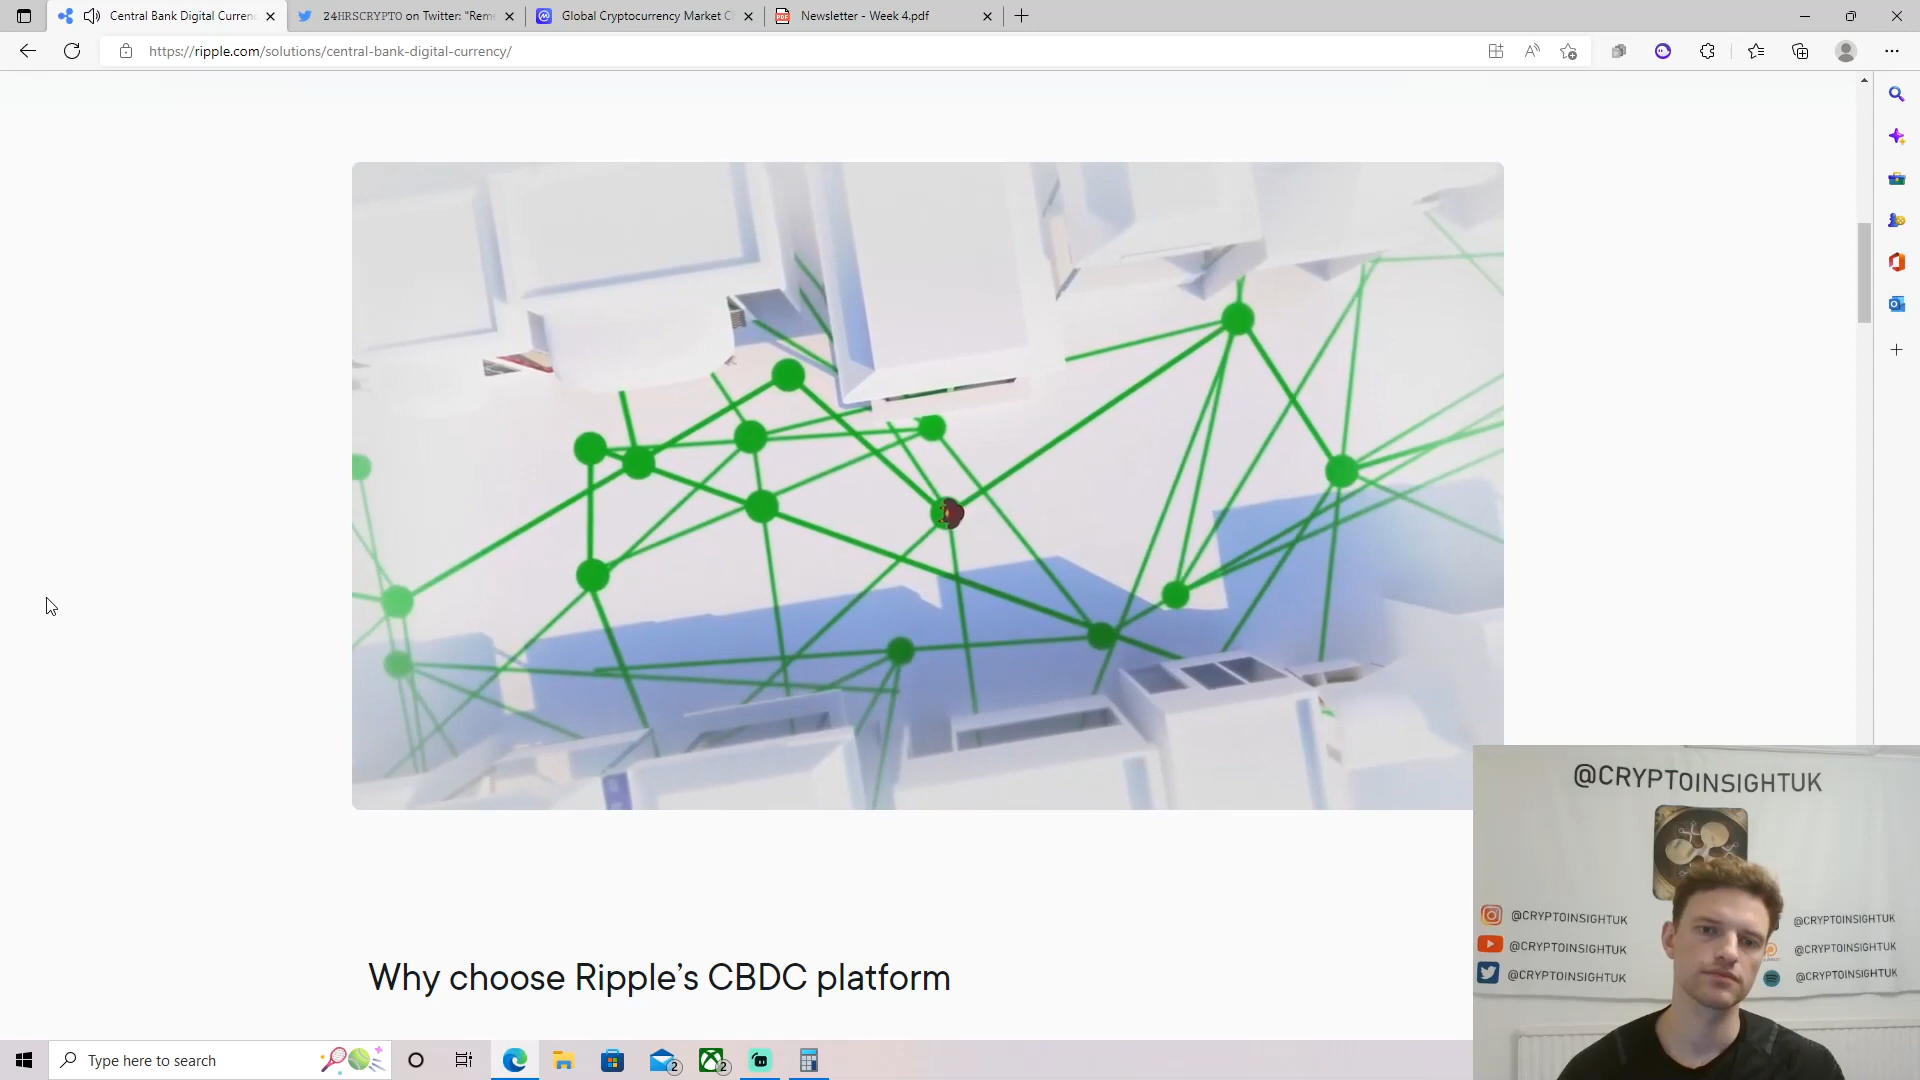 Central Bank Digital Curren
24HRSCRYPTO on Twitter: "Rem
Global Cryptocurrency Market C
Newsletter - Week 4.pdf
https://ripple.com/solutions/central-bank-digital-currency/
Why choose Ripple's CBDC platform
@CRYPTOINSIGHTUK
@CRYPTOINSIGHTUK
@CRYPTOINSIGHTUK
@CRYPTOINSIGHTUK
@CRYPTOINSIGHTUK
@CRYPTOINSIGHTUK
@CRYPTOINSIGHTUK
Type here to search
2
2